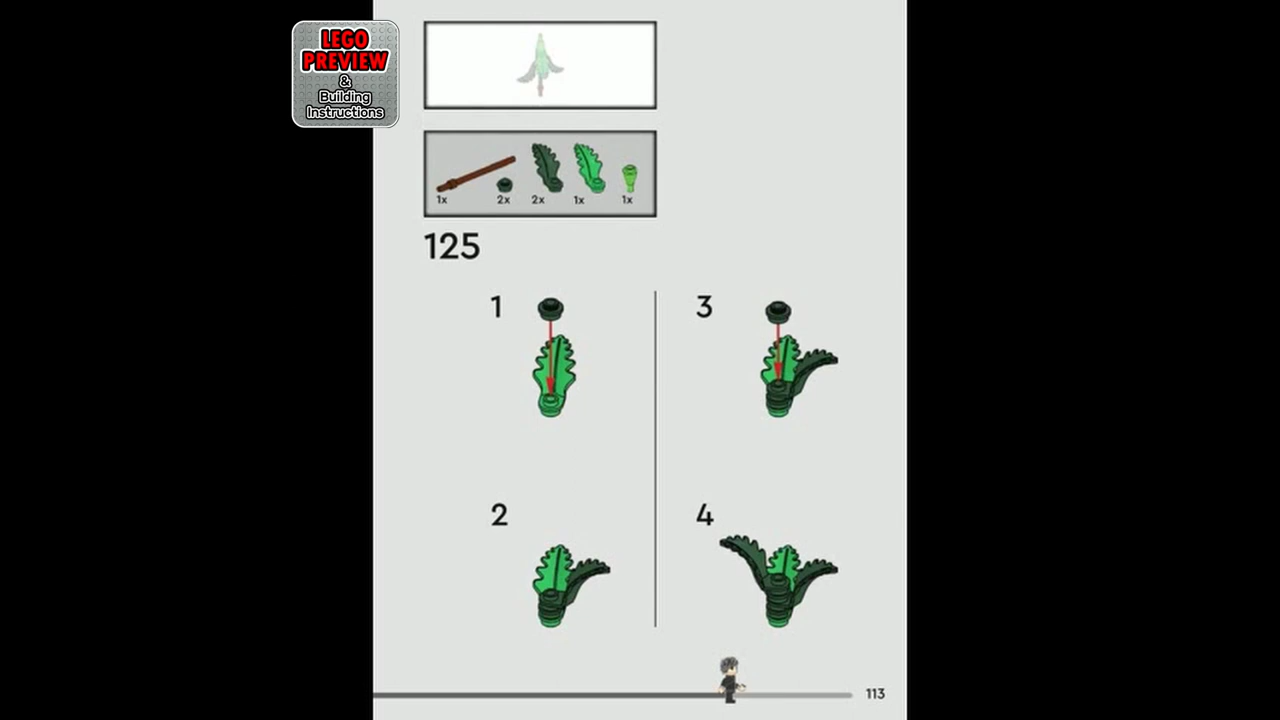 LEGO
PREVIEW
&
Building
Instructions
1x
2x
2x
1x
1x
125
1
3
2
4
113